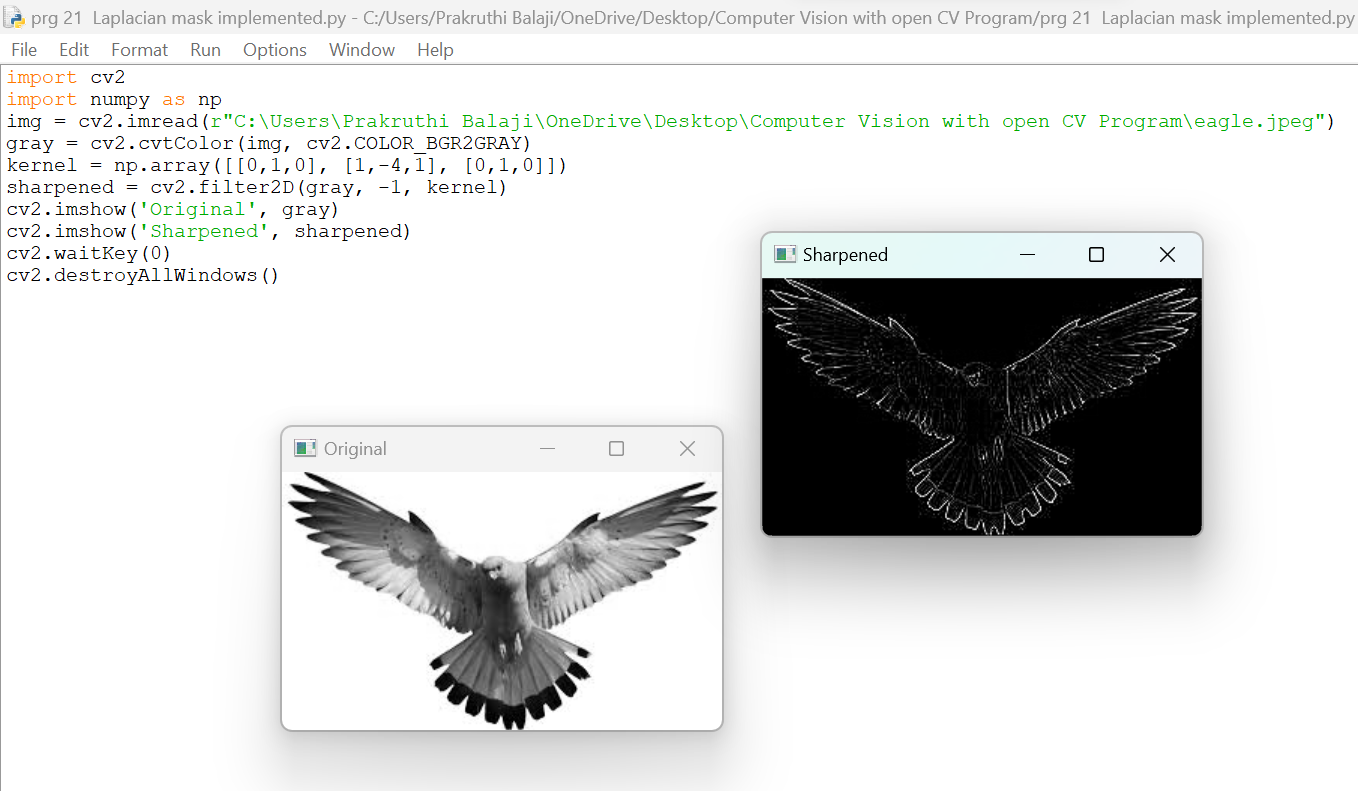 prg 21  Laplacian mask implemented.py - C:/Users/Prakruthi Balaji/OneDrive/Desktop/Computer Vision with open CV Program/prg 21  Laplacian mask implemented.py
File Edit Format Run Options Window Help
import cv2
import numpy as np
img = cv2.imread(r"C:\Users\Prakruthi Balaji\OneDrive\Desktop\Computer Vision with open CV Program\eagle.jpeg")
gray = cv2.cvtColor(img, cv2.COLOR_BGR2GRAY)
kernel = np.array([[0,1,0], [1,-4,1], [0,1,0]])
sharpened = cv2.filter2D(gray, -1, kernel)
cv2.imshow('Original', gray)
cv2.imshow('Sharpened', sharpened)
cv2.waitKey(0)
cv2.destroyAllWindows()
Sharpened
Original